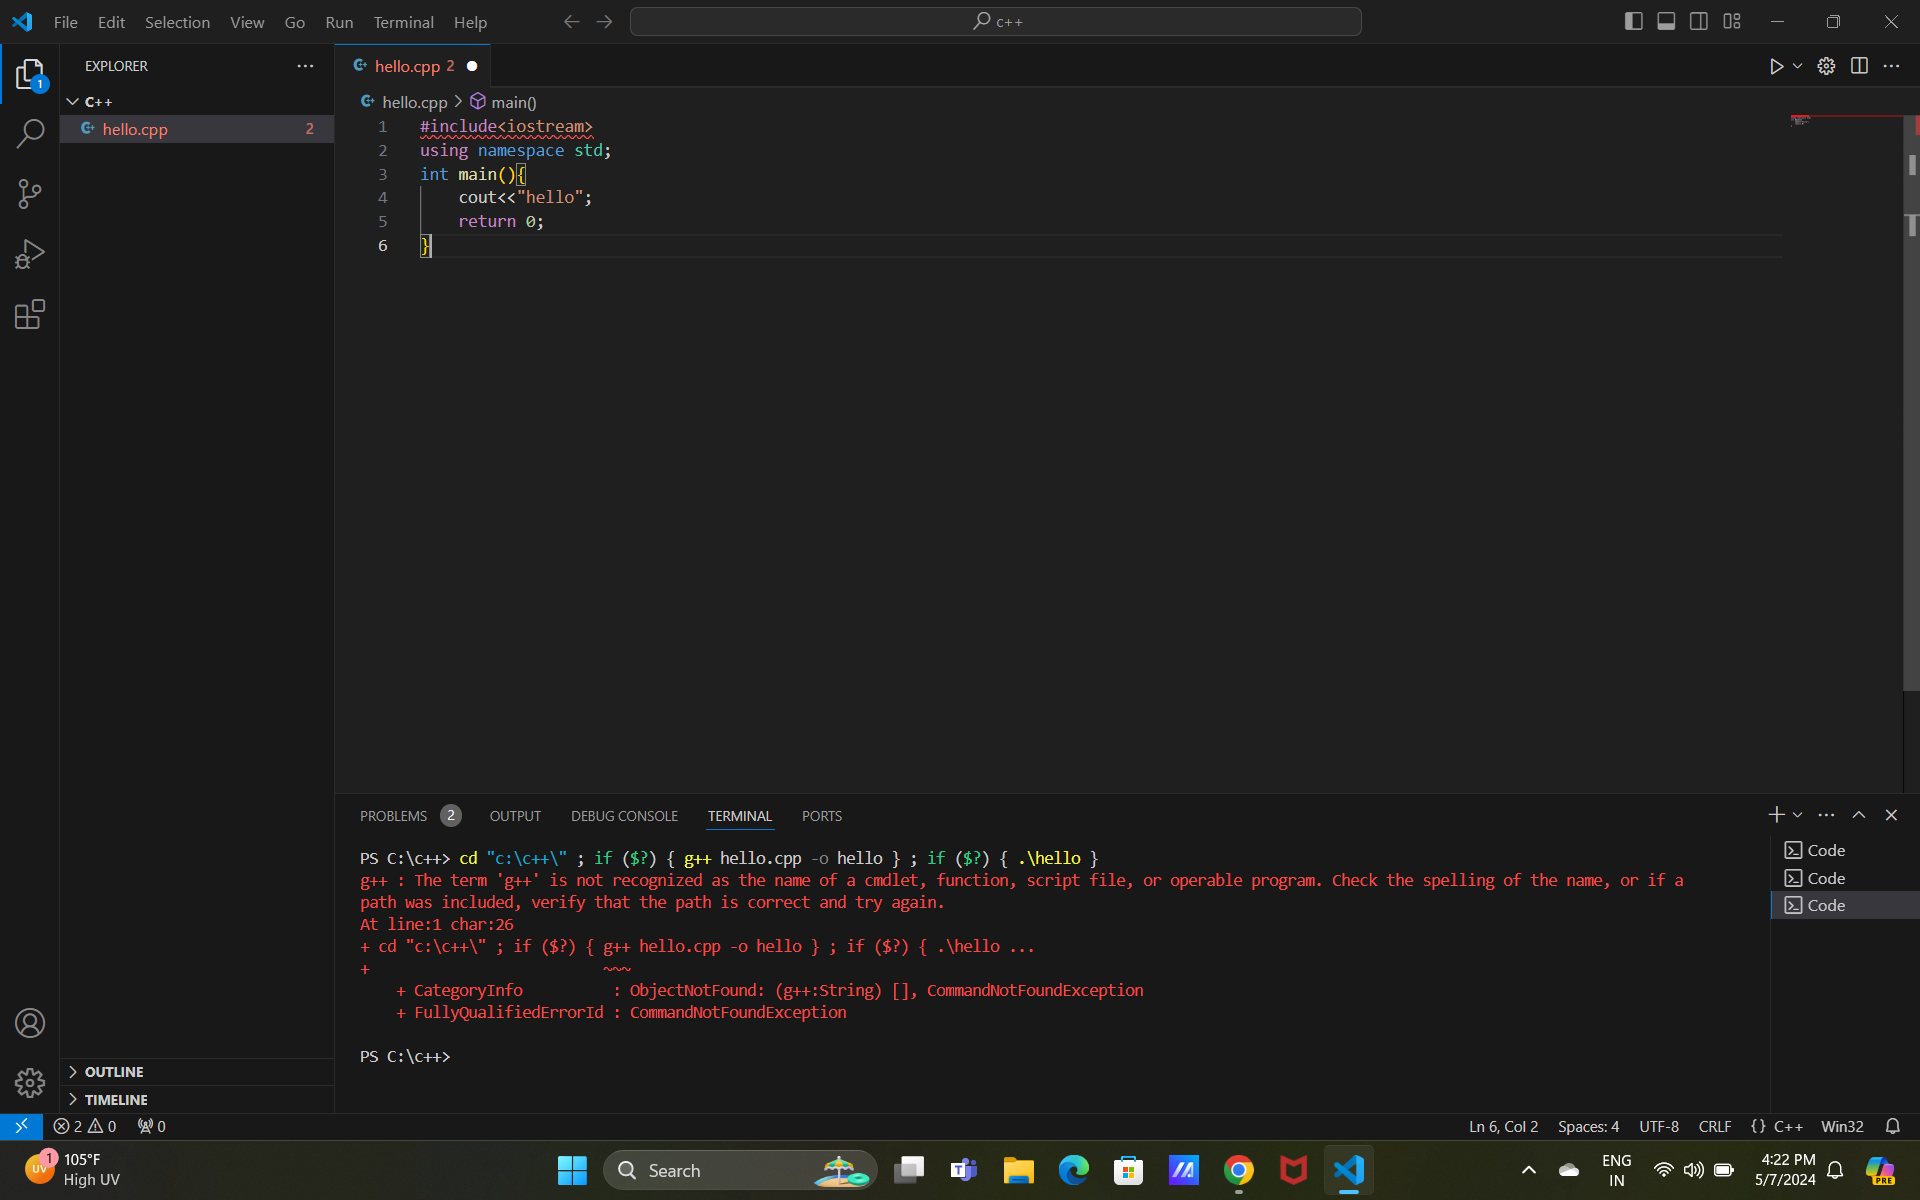 File Edit Selection View Go Run Terminal Help
c++
EXPLORER
1
C++
hello.cpp 2
hello.cpp 2
hello.cpp > main()
1 #include<iostream>
2 using namespace std;
3 int main(){
4 cout<<"hello";
5 return 0;
6 }
PROBLEMS 2 OUTPUT DEBUG CONSOLE TERMINAL PORTS
PS C:\c++> cd "c:\c++\" ; if ($?) { g++ hello.cpp -o hello } ; if ($?) { .\hello }
g++ : The term 'g++' is not recognized as the name of a cmdlet, function, script file, or operable program. Check the spelling of the name, or if a
path was included, verify that the path is correct and try again.
At line:1 char:26
+ cd "c:\c++\" ; if ($?) { g++ hello.cpp -o hello } ; if ($?) { .\hello ...
+ ~~~
+ CategoryInfo : ObjectNotFound: (g++:String) [], CommandNotFoundException
+ FullyQualifiedErrorId : CommandNotFoundException
PS C:\c++>
Code
Code
Code
OUTLINE
TIMELINE
2 0 0
Ln 6, Col 2 Spaces: 4 UTF-8 CRLF {} C++ Win32
UV 1
105°F
High UV
Search
ENG
IN
4:22 PM
5/7/2024
PRE